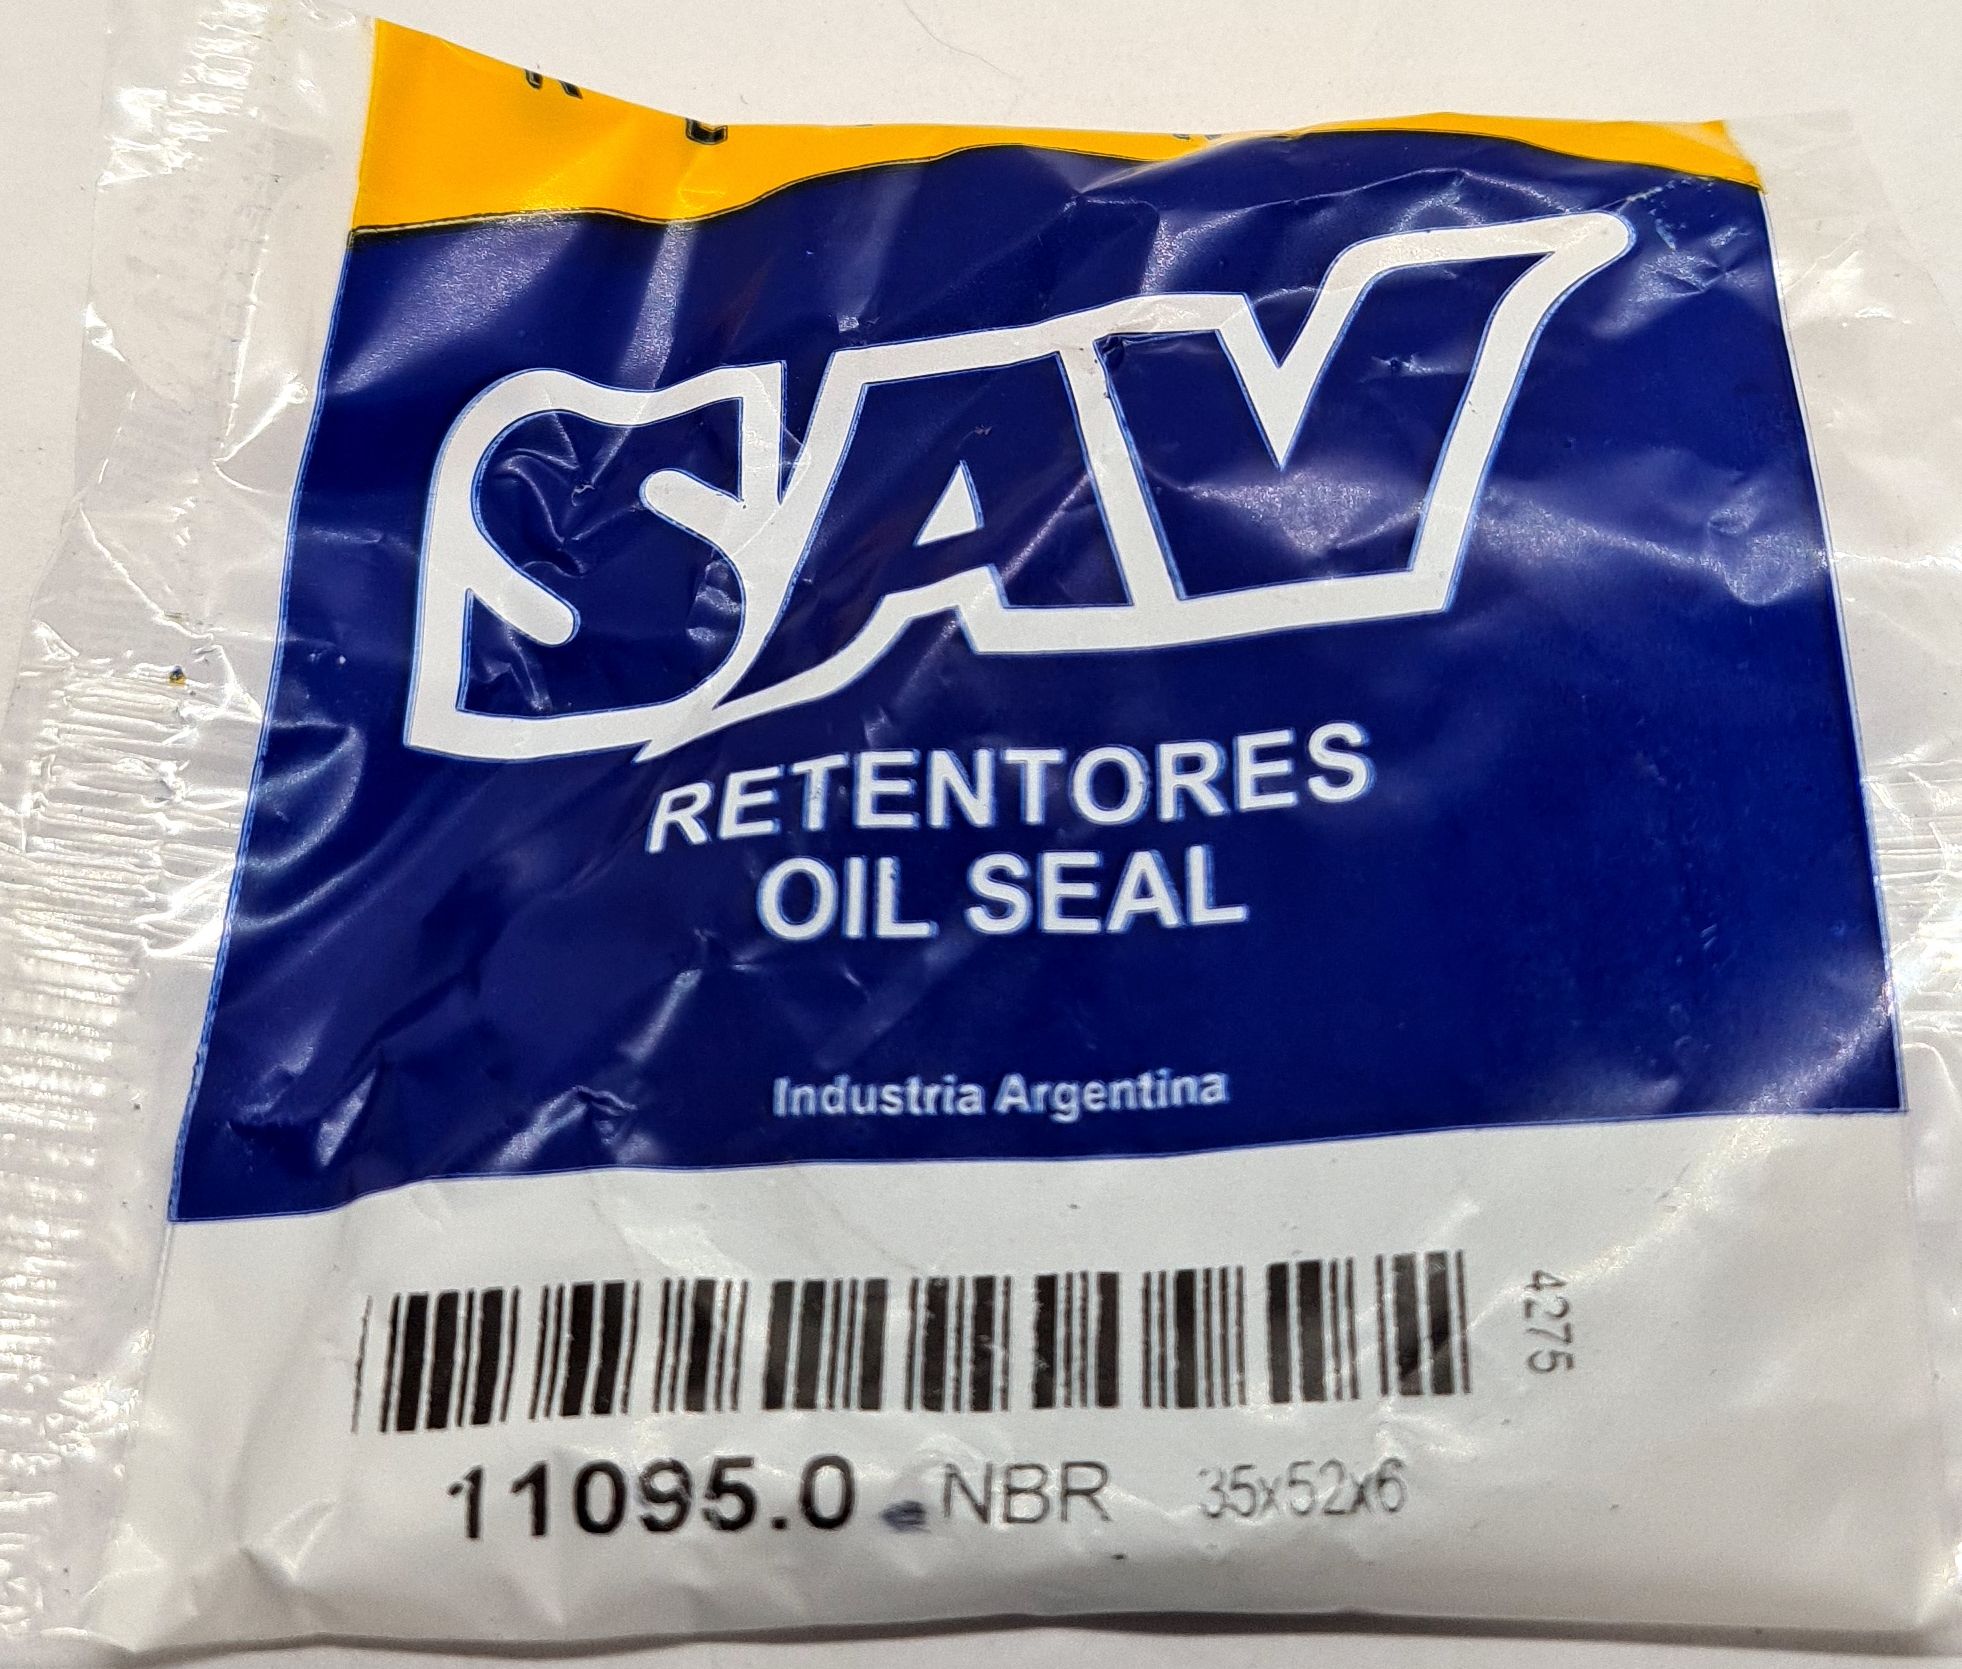 SAV
RETENTORES
OIL SEAL
Industria Argentina
4275
11095.0 NBR 35x52x6